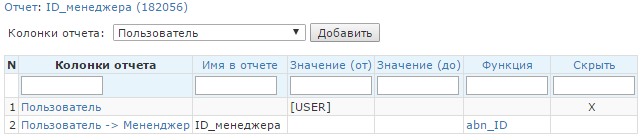 Отчет: ID_менеджера (182056)
Колонки отчета: Пользователь Добавить
N Колонки отчета Имя в отчете Значение (от) Значение (до) Функция Скрыть
1 Пользователь [USER] X
2 Пользователь -> Мененджер ID_менеджера abn_ID